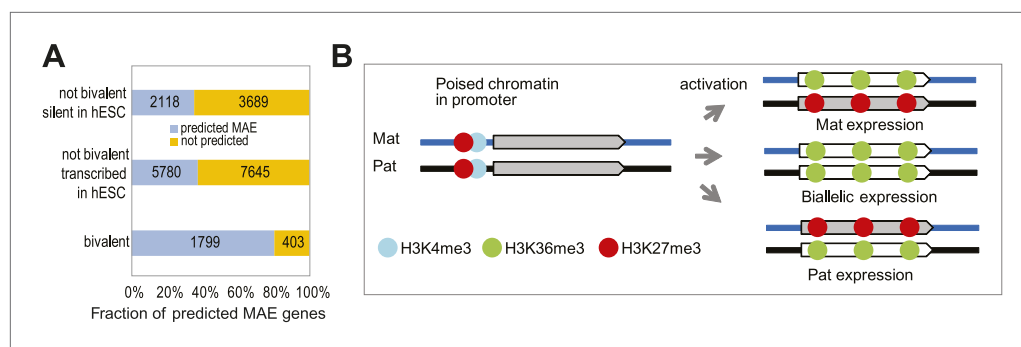 A
not bivalent
silent in hESC
2118
3689
predicted MAE
not predicted
not bivalent
transcribed
in hESC
5780
7645
bivalent
1799
403
0% 20% 40% 60% 80% 100%
Fraction of predicted MAE genes
B
Poised chromatin
in promoter
activation
Mat
Pat
Mat expression
Biallelic expression
Pat expression
H3K4me3
H3K36me3
H3K27me3